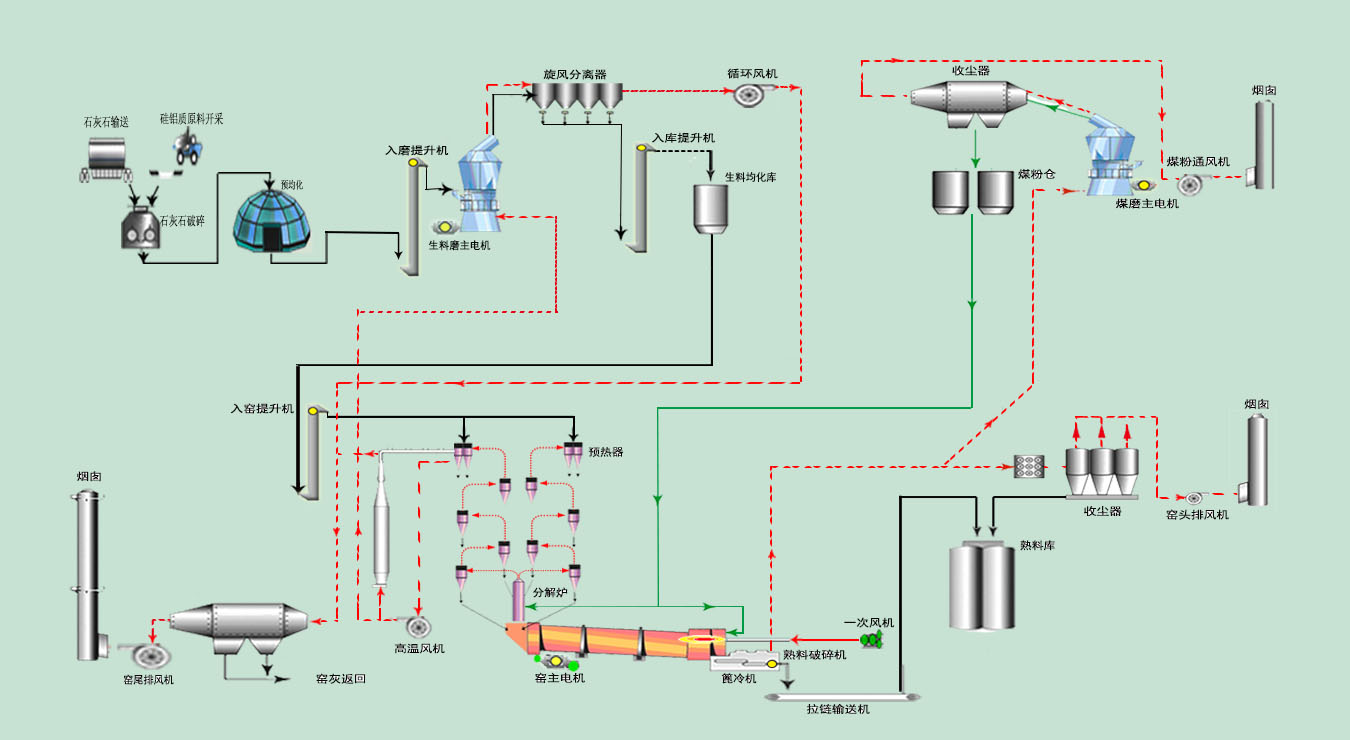 旋风分离器
循环风机
收尘器
烟囱
石灰石输送
硅铝质原料开采
入磨提升机
入库提升机
煤粉通风机
生料均化库
煤粉仓
预均化
煤磨主电机
石灰石破碎
生料磨主电机
入窑提升机
烟囱
预热器
烟囱
收尘器
窑头排风机
熟料库
分解炉
一次风机
高温风机
熟料破碎机
窑尾排风机
窑灰返回
窑主电机
篦冷机
拉链输送机